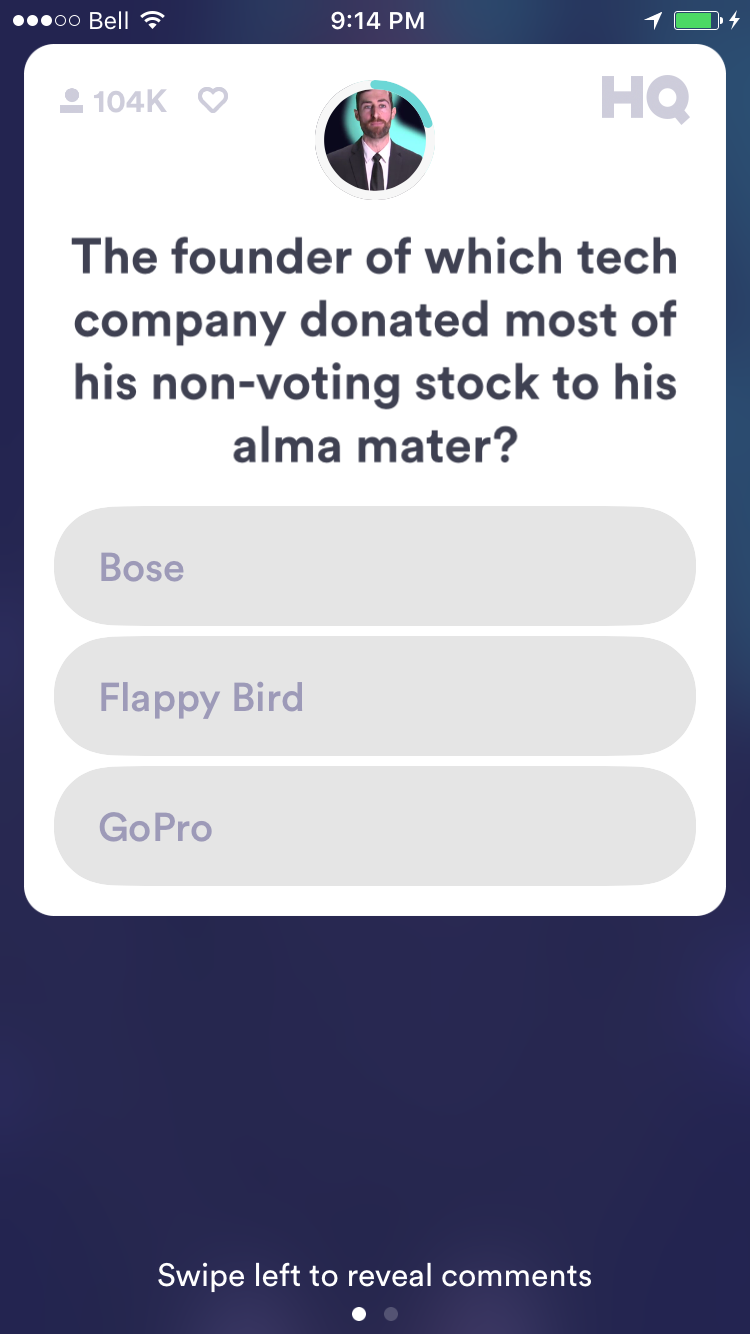 Bell 9:14 PM
104K HQ
The founder of which tech
company donated most of
his non-voting stock to his
alma mater?
Bose
Flappy Bird
GoPro
Swipe left to reveal comments